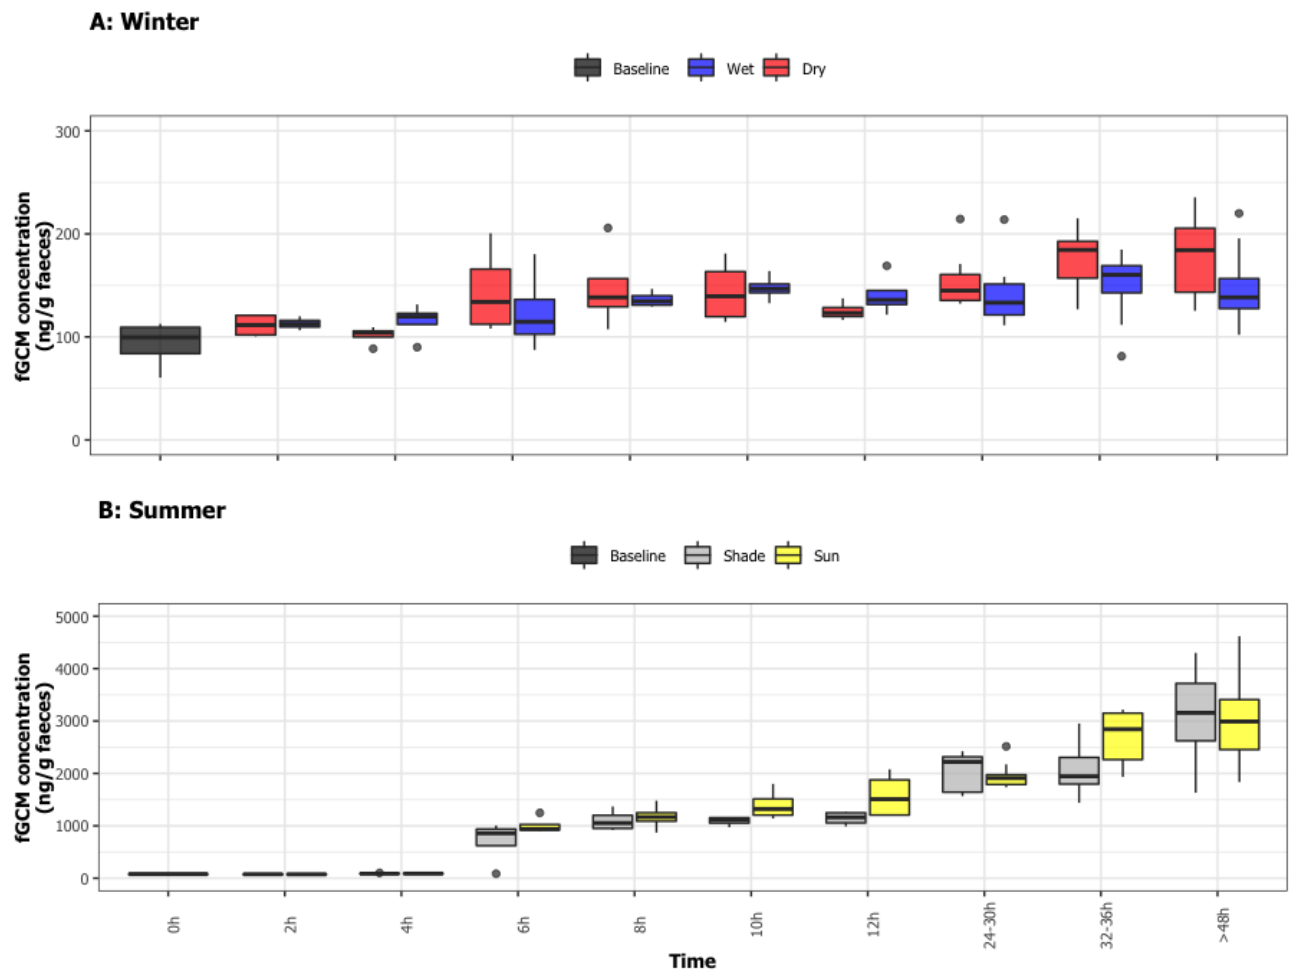 A: Winter
Baseline Wet Dry
fGCM concentration
(ng/g faeces)
300
200
100
0
B: Summer
Baseline Shade Sun
fGCM concentration
(ng/g faeces)
5000
4000
3000
2000
1000
0
0h 2h 4h 6h 8h 10h 12h 24-30h 32-36h >48h
Time